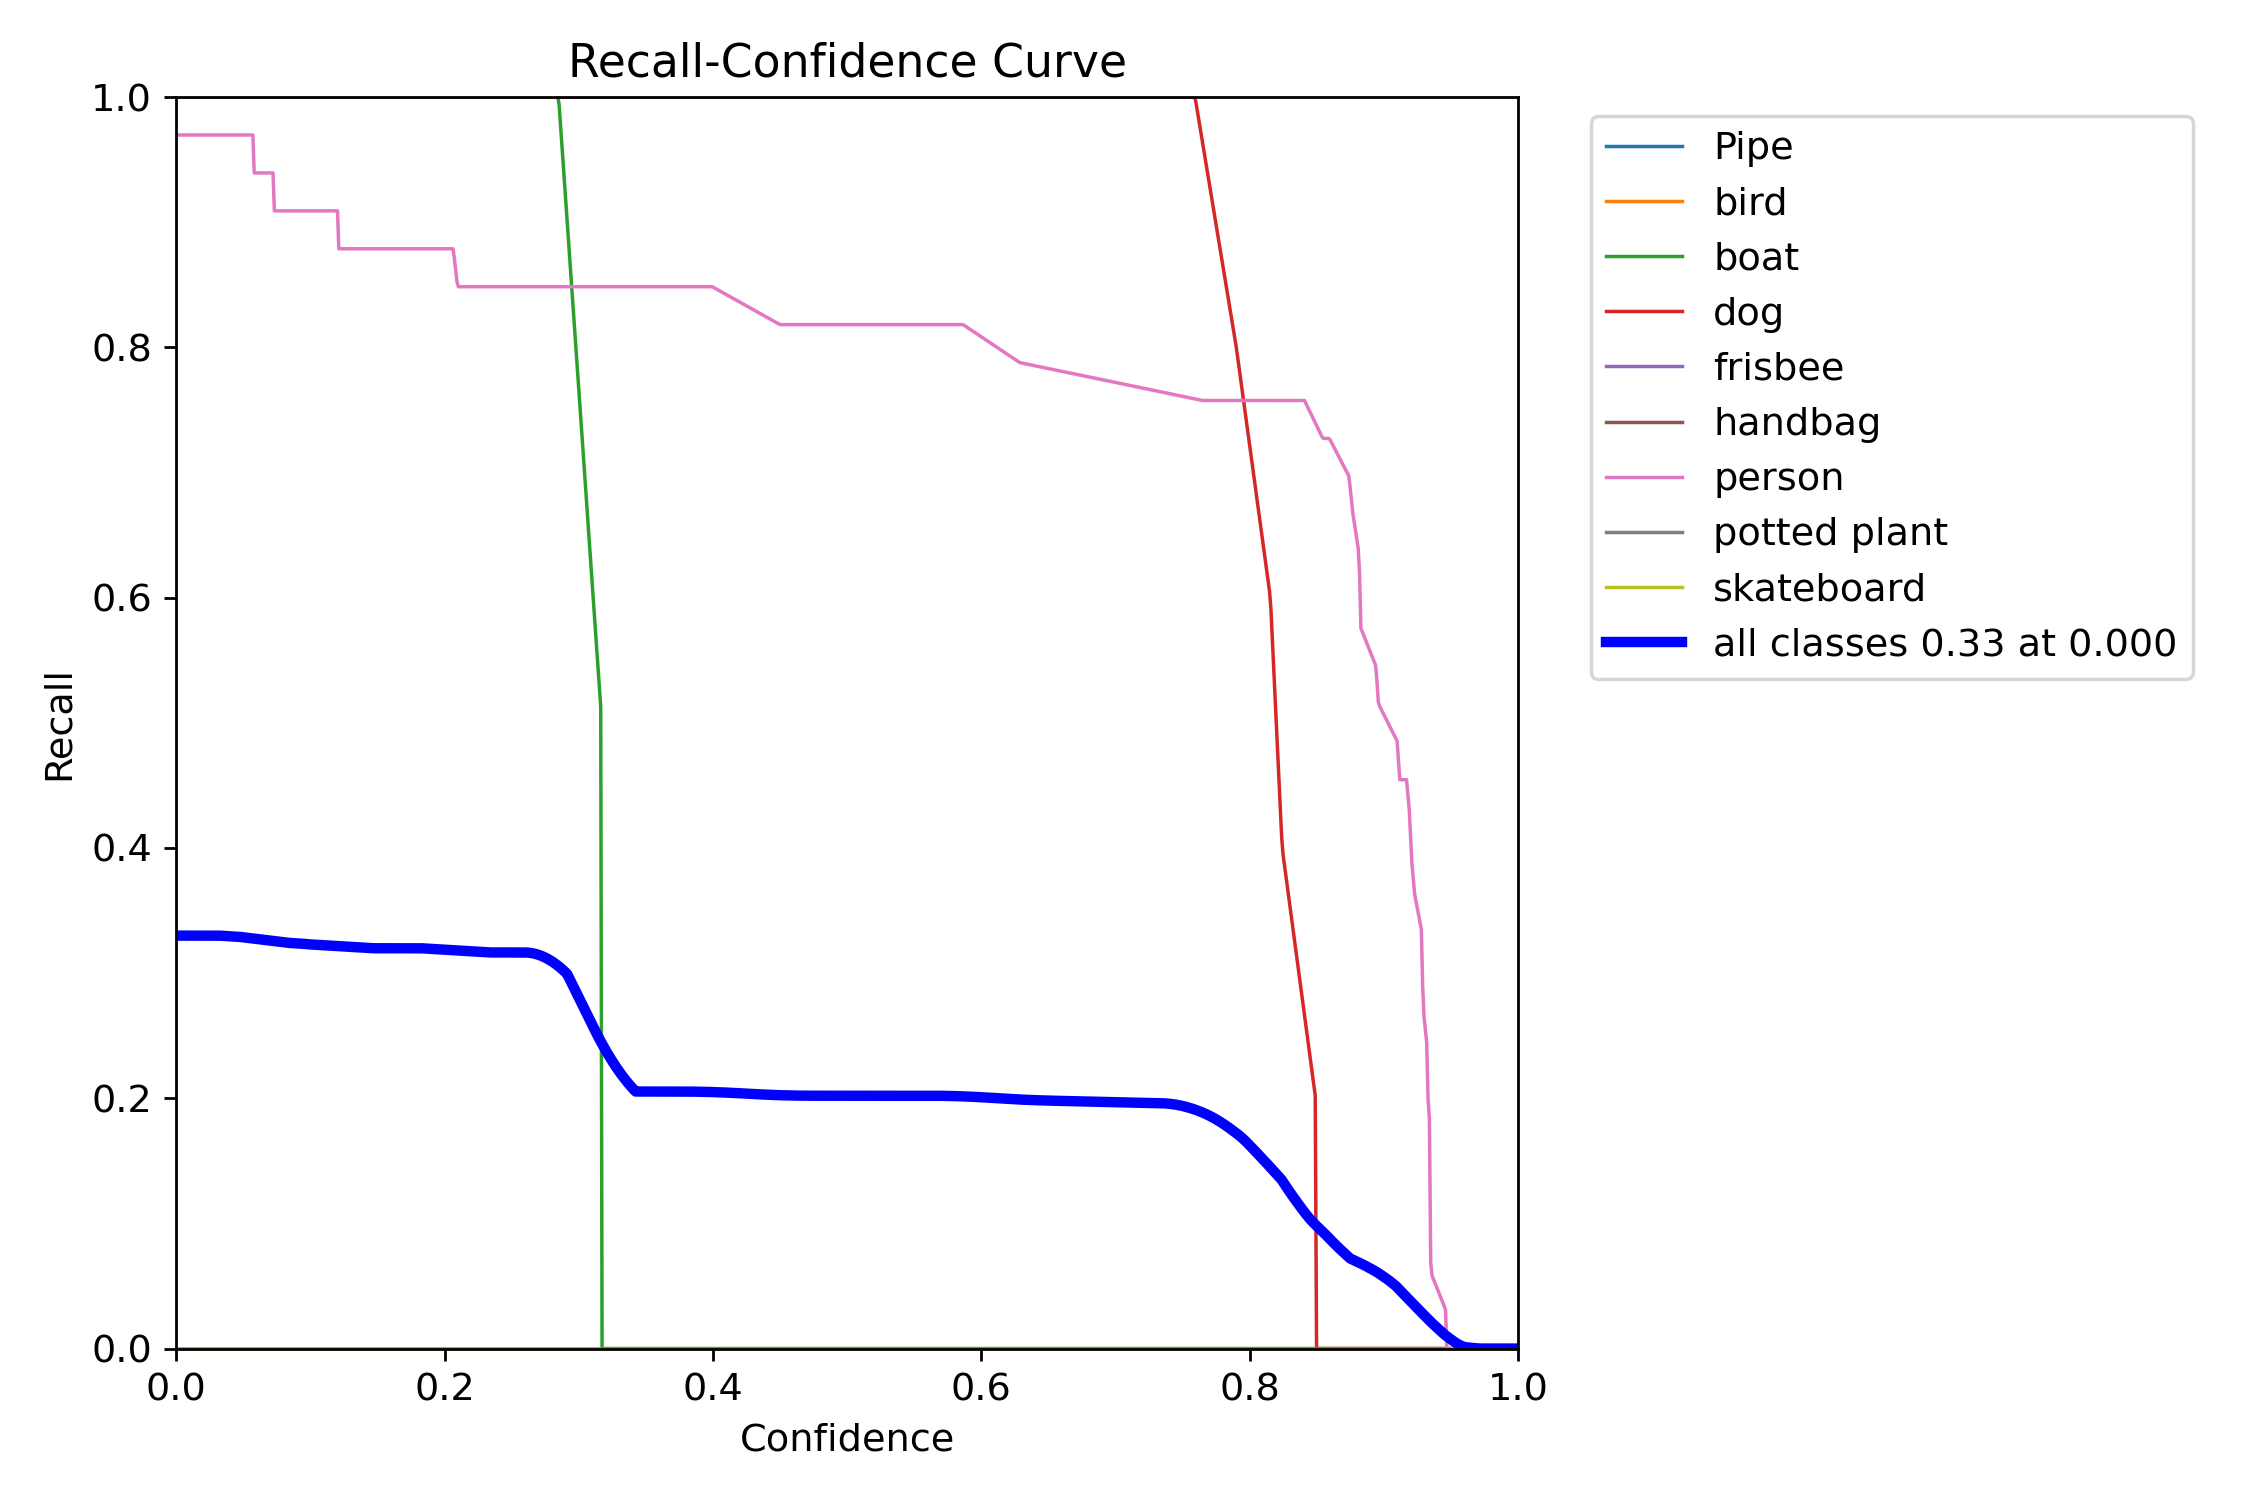 Recall-Confidence Curve
1.0
0.8
0.6
0.4
0.2
0.0
Recall
0.0 0.2 0.4 0.6 0.8 1.0
Confidence
Pipe
bird
boat
dog
frisbee
handbag
person
potted plant
skateboard
all classes 0.33 at 0.000